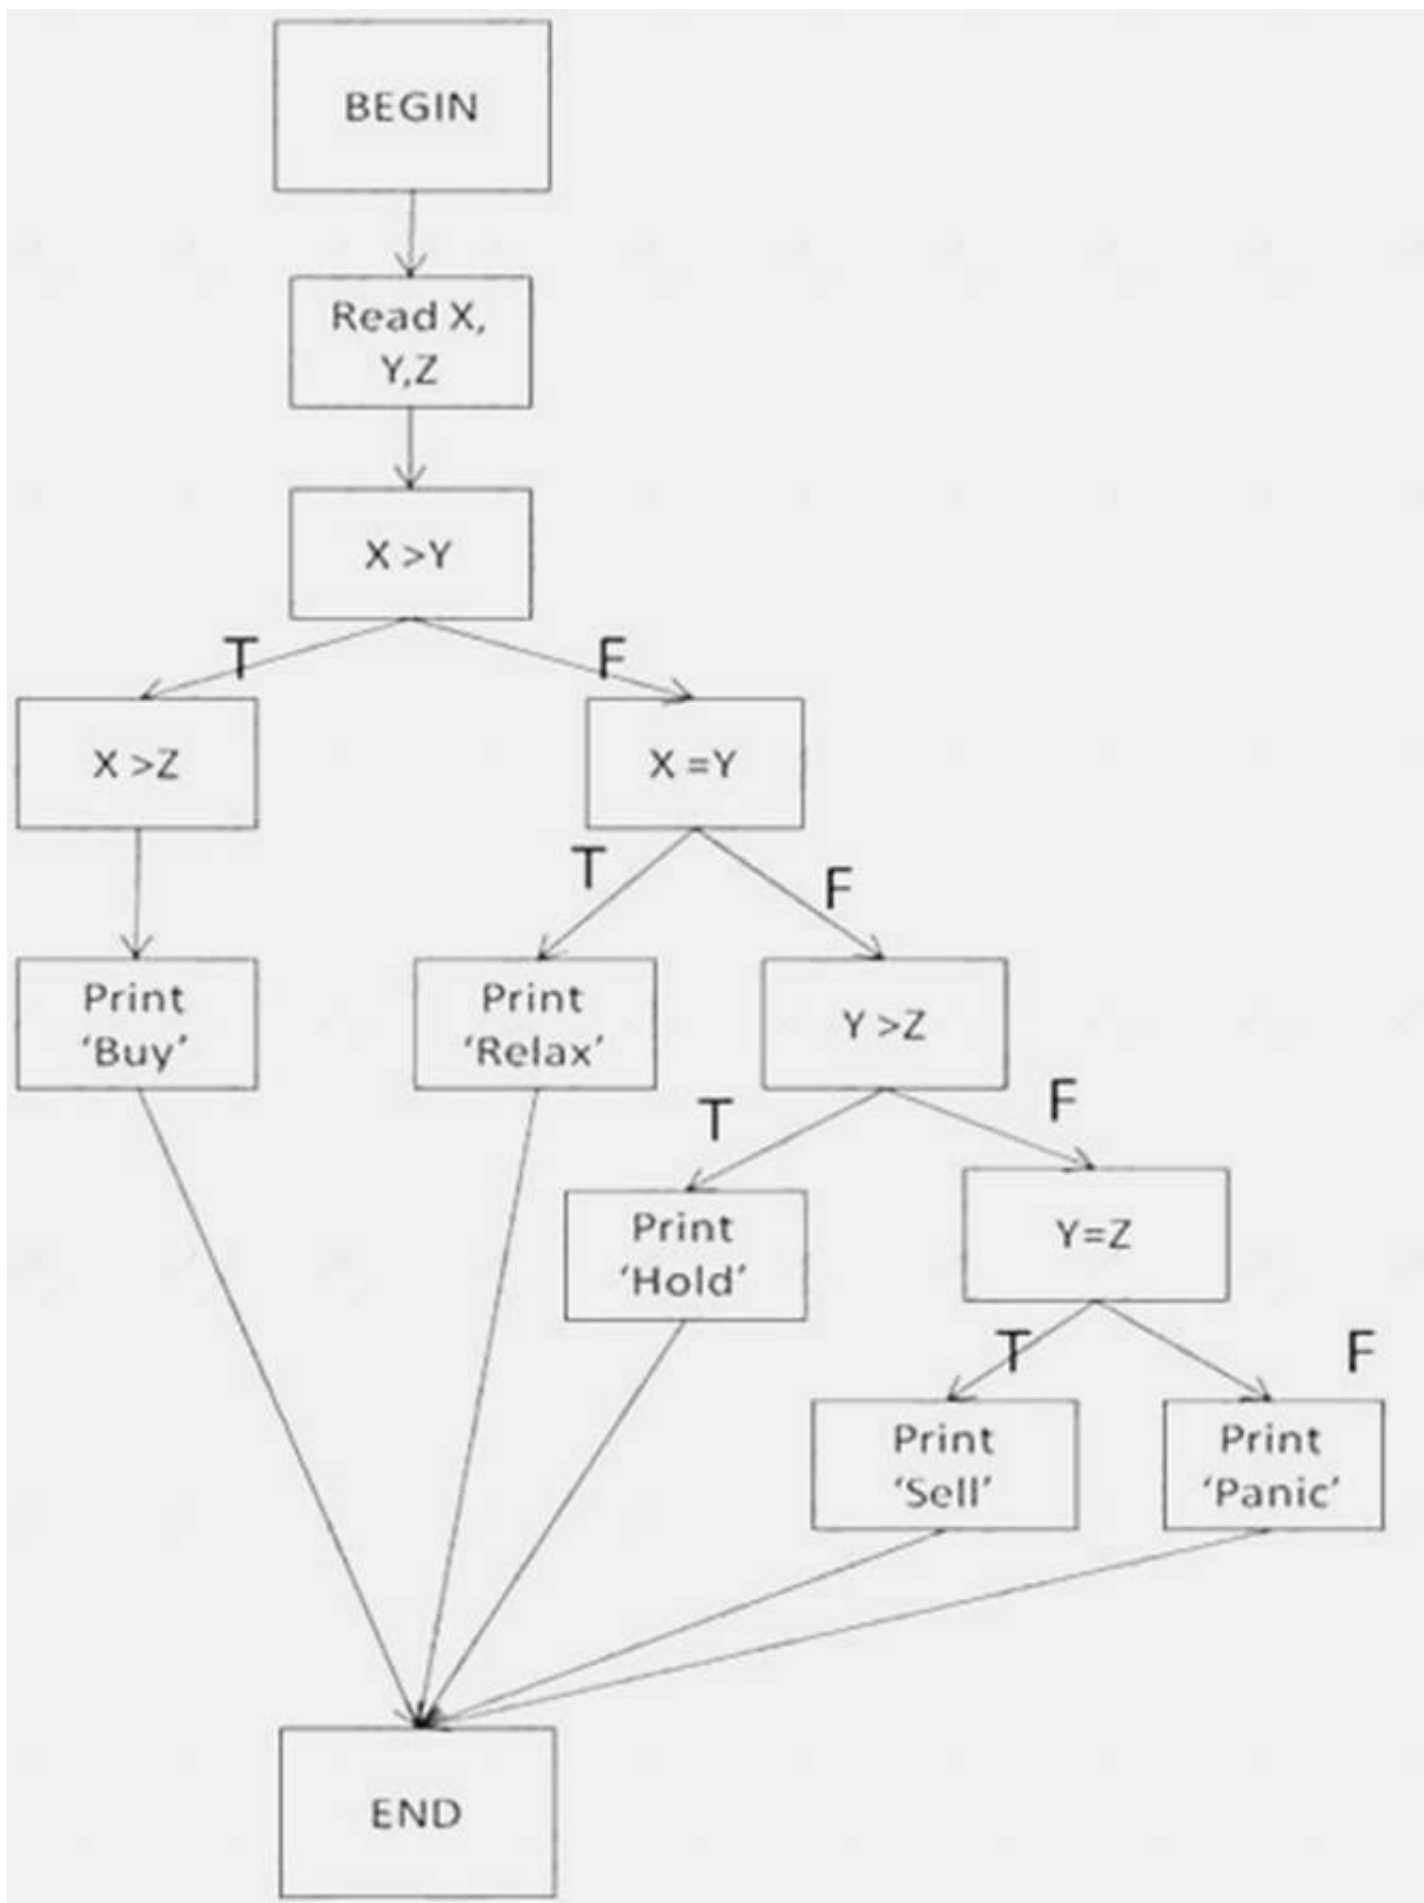 BEGIN
Read X,
Y,Z
X >Y
T
F
X >Z
X =Y
T
F
Print
‘Buy’
Print
‘Relax’
Y >Z
T
F
Print
‘Hold’
Y=Z
T
F
Print
‘Sell’
Print
‘Panic’
END